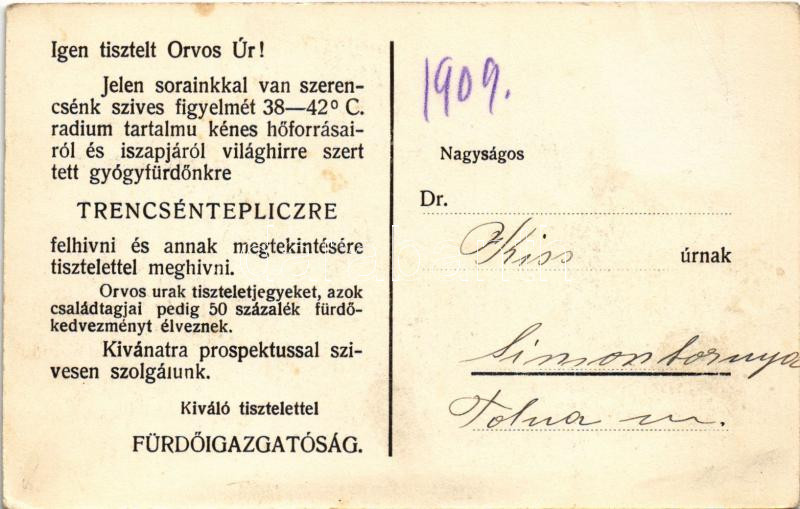 Igen tisztelt Orvos Úr!
Jelen sorainkkal van szeren-
csénk szives figyelmét 38—42° C.
radium tartalmu kénes hőforrásai-
ról és iszapjáról világhirre szert
tett gyógyfürdőnkre
TRENCSÉNTEPLICZRE
felhivni és annak megtekintésére
tisztelettel meghivni.
Orvos urak tiszteletjegyeket, azok
családtagjai pedig 50 százalék fürdő-
kedvezményt élveznek.
Kivánatra prospektussal szi-
vesen szolgálunk.
Kiváló tisztelettel
FÜRDŐIGAZGATÓSÁG.
1909.
Nagyságos
Dr.
Kiss úrnak
Simontornya
Tolna m.